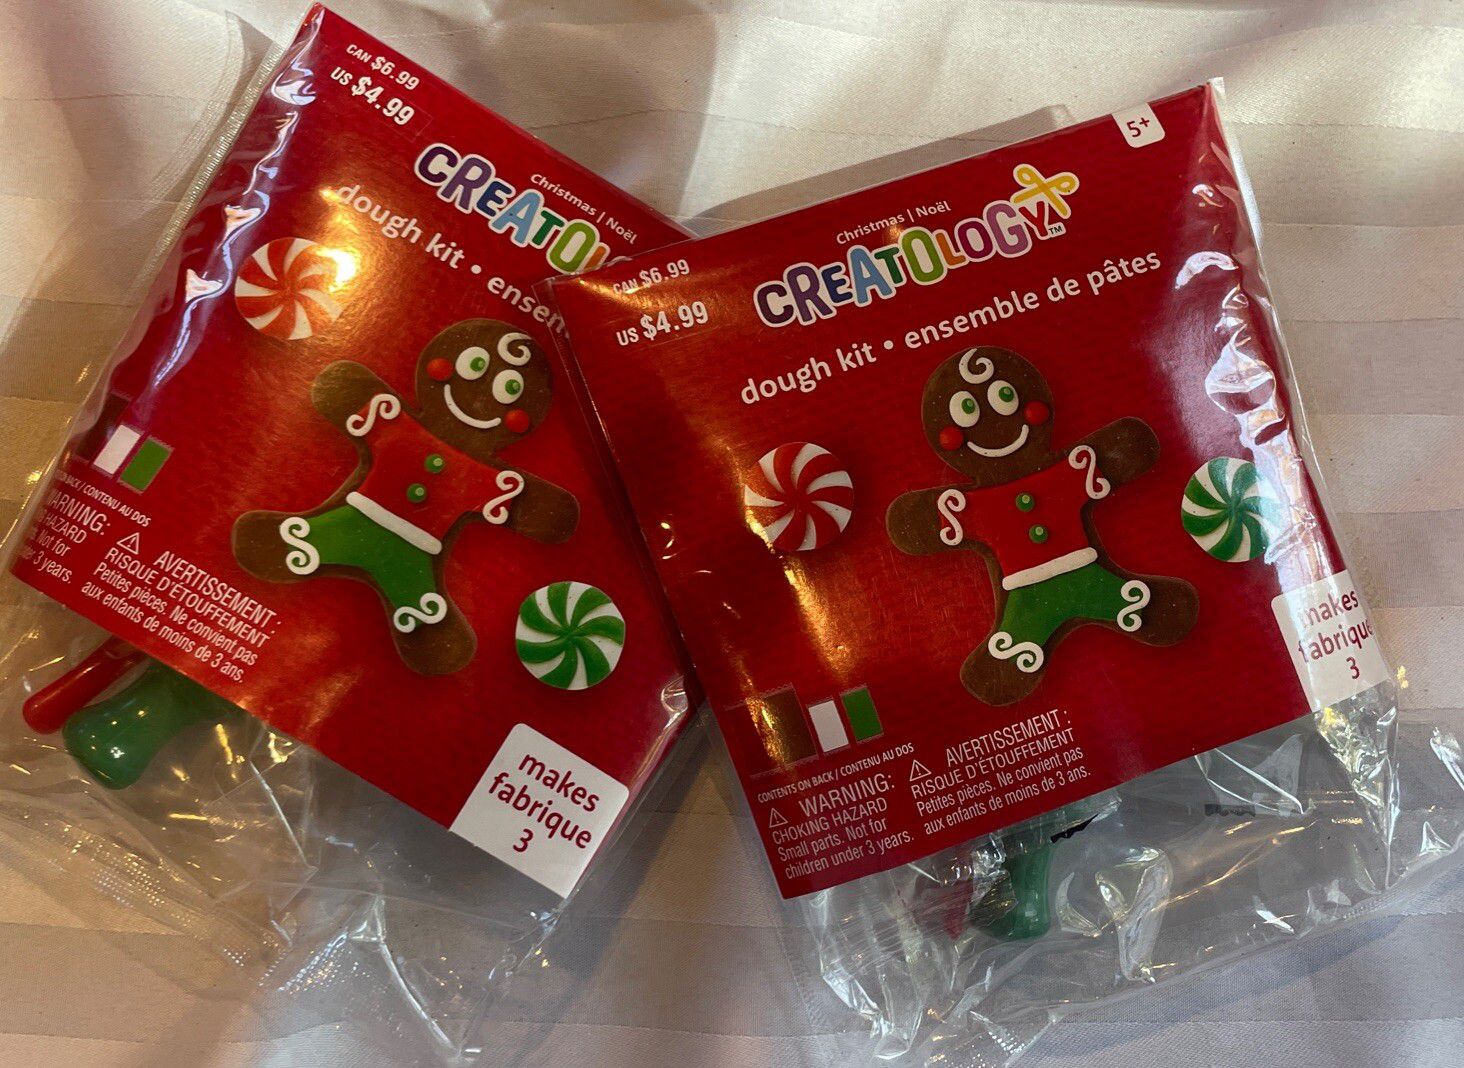 CAN $6.99
US $4.99
Christmas | Noël
CREATOLO
dough kit • ensem
ON BACK / CONTENU AU DOS
WARNING:
HAZARD
Not for
3 years.
AVERTISSEMENT :
RISQUE D'ÉTOUFFEMENT
Petites pièces. Ne convient pas
aux enfants de moins de 3 ans.
makes
fabrique
3
5+
CAN $6.99
US $4.99
Christmas | Noël
CREATOLOGY™
dough kit • ensemble de pâtes
makes
fabrique
3
CONTENTS ON BACK / CONTENU AU DOS
WARNING:
CHOKING HAZARD
Small parts. Not for
children under 3 years.
AVERTISSEMENT :
RISQUE D'ÉTOUFFEMENT
Petites pièces. Ne convient pas
aux enfants de moins de 3 ans.